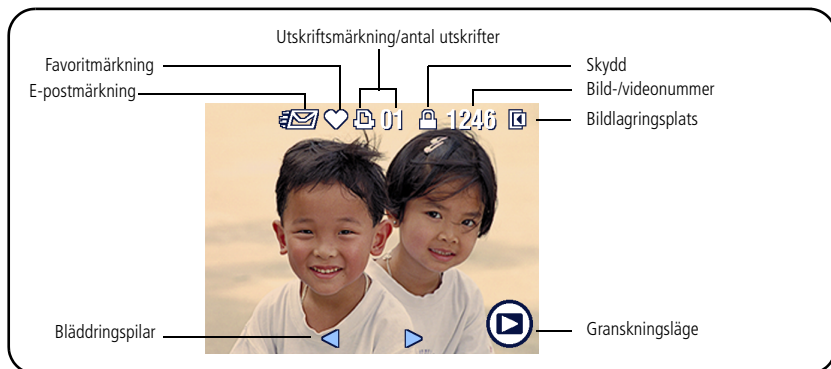 Utskriftsmärkning/antal utskrifter
Favoritmärkning
Skydd
E-postmärkning
Bild-/videonummer
01 1246
Bildlagringsplats
Bläddringspilar
Granskningsläge